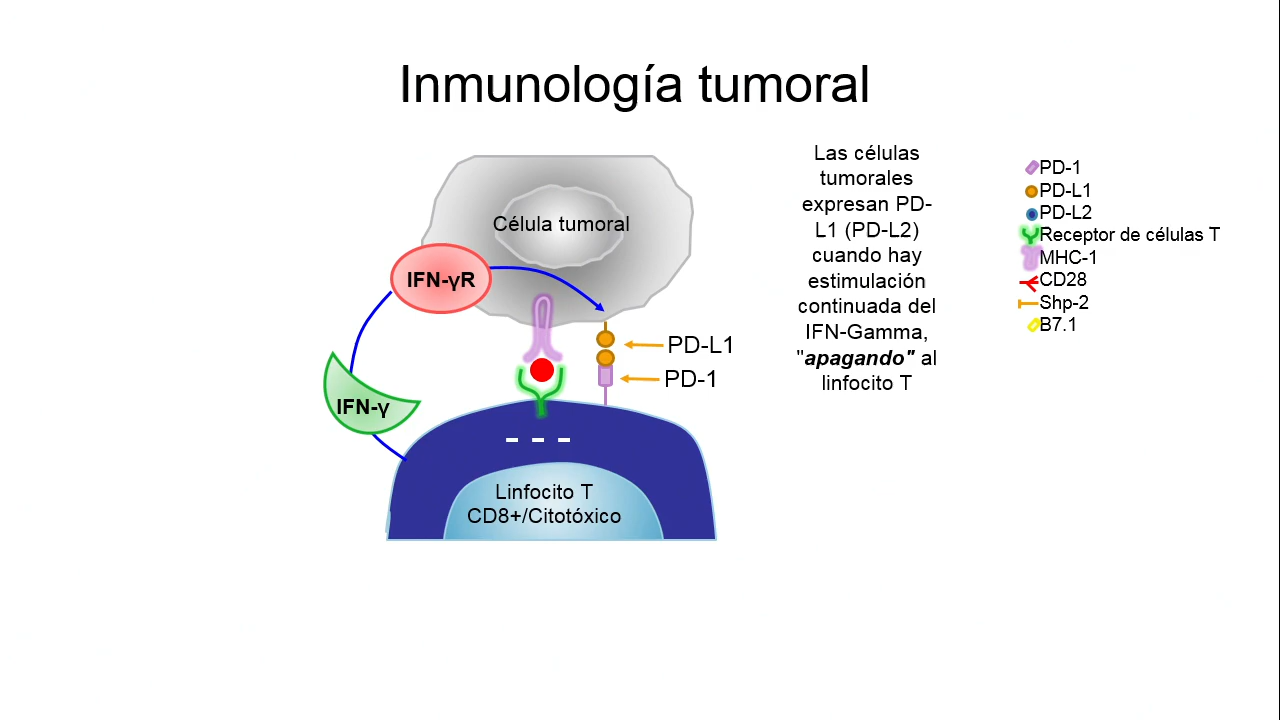 Inmunología tumoral
Célula tumoral
IFN-γR
IFN-γ
PD-L1
PD-1
Linfocito T
CD8+/Citotóxico
Las células
tumorales
expresan PD-
L1 (PD-L2)
cuando hay
estimulación
continuada del
IFN-Gamma,
"apagando" al
linfocito T
PD-1
PD-L1
PD-L2
Receptor de células T
MHC-1
CD28
Shp-2
B7.1